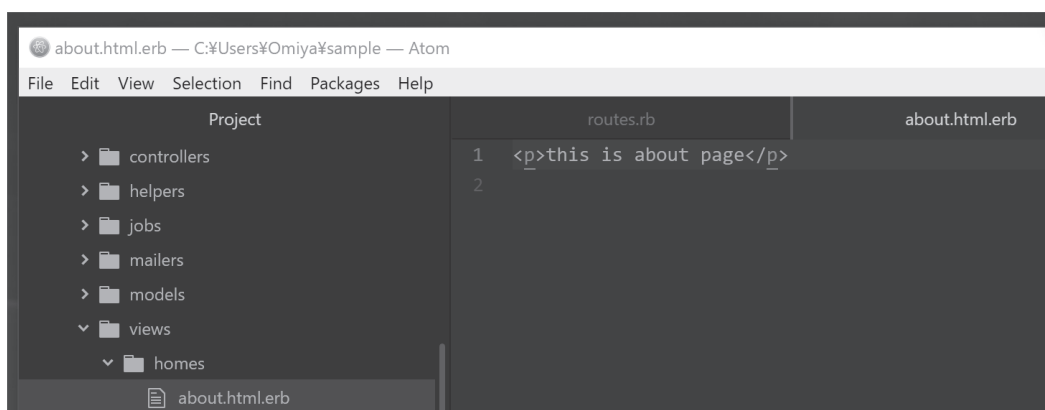 about.html.erb — C:¥Users¥Omiya¥sample — Atom
File Edit View Selection Find Packages Help
Project
routes.rb
about.html.erb
controllers
helpers
jobs
mailers
models
views
homes
about.html.erb
1 <p>this is about page</p>
2